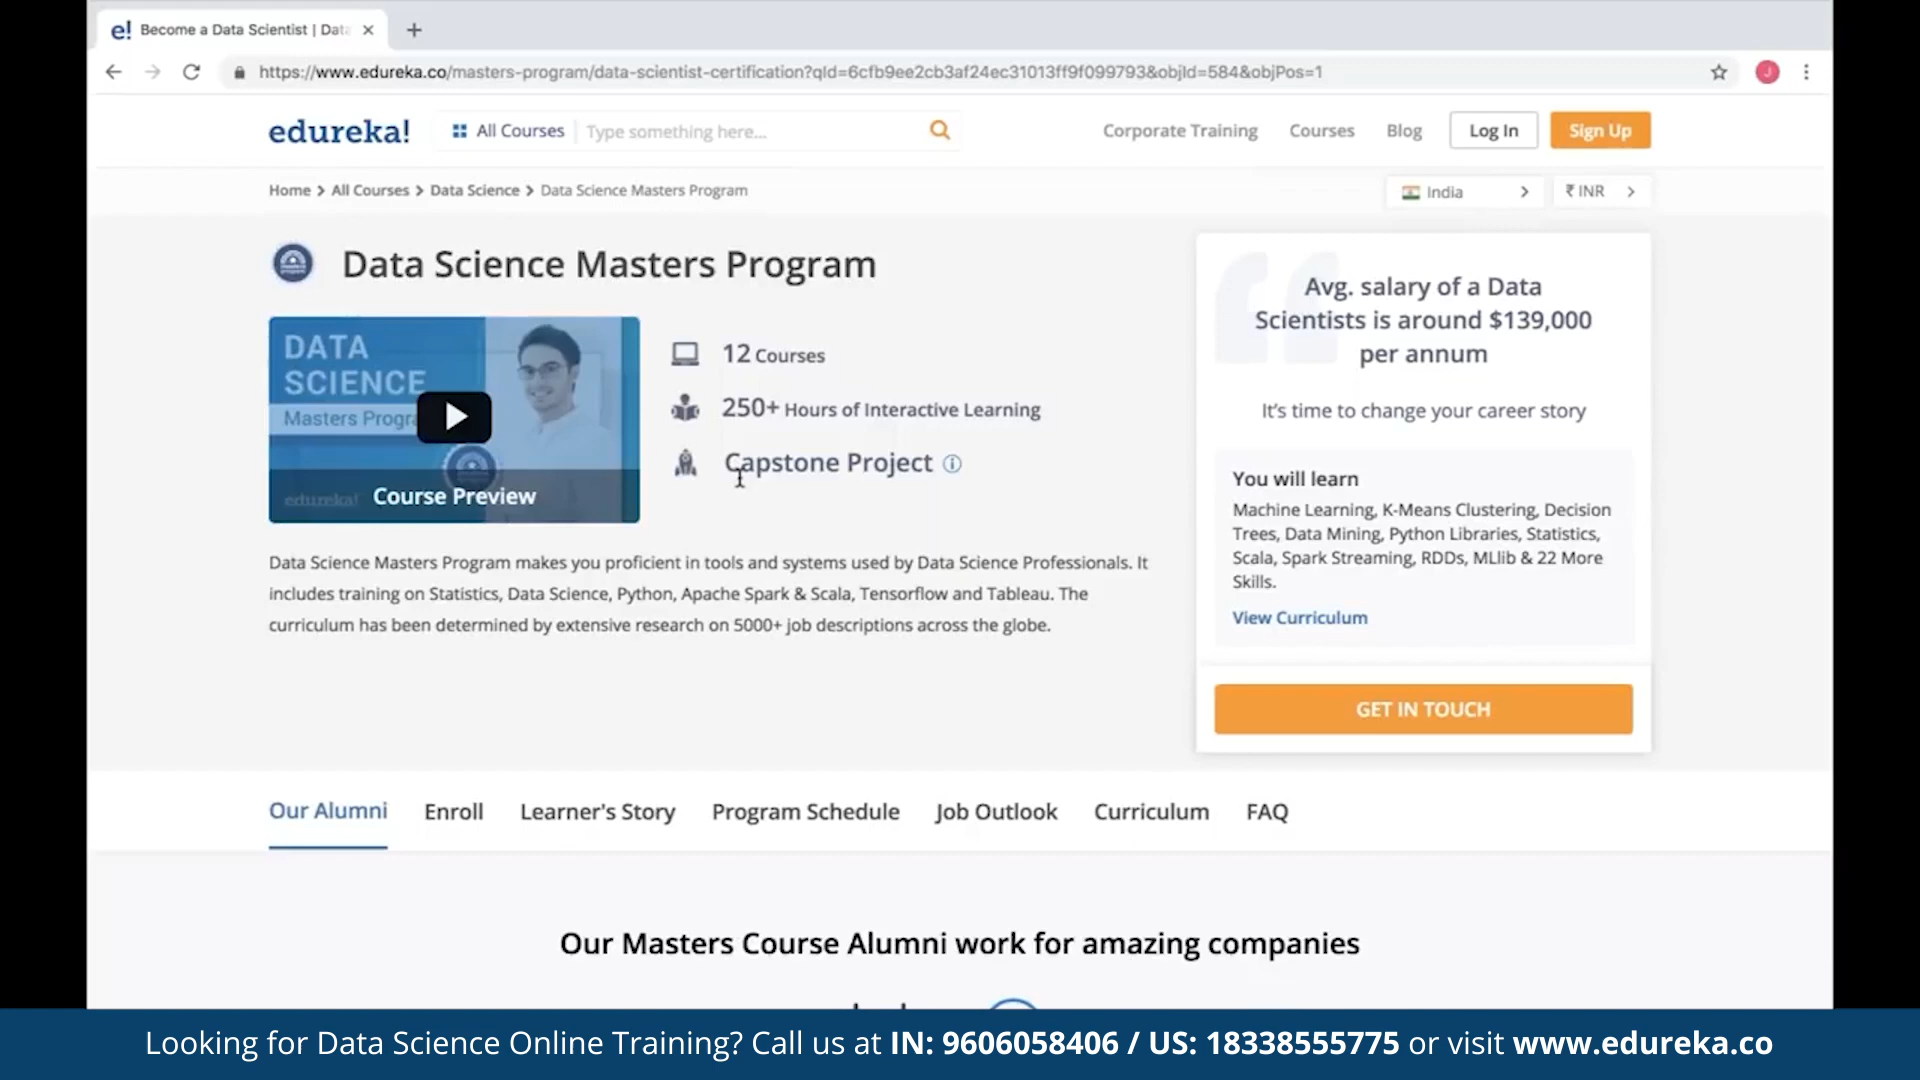 e! Become a Data Scientist | Data
https://www.edureka.co/masters-program/data-scientist-certification?qId=6cfb9ee2cb3af24ec31013ff9f099793&objId=584&objPos=1
J
edureka!
All Courses
Type something here...
Corporate Training
Courses
Blog
Log In
Sign Up
Home > All Courses > Data Science > Data Science Masters Program
India
₹ INR
Data Science Masters Program
DATA
SCIENCE
Masters Progra
edureka!
Course Preview
12 Courses
250+ Hours of Interactive Learning
Capstone Project
Data Science Masters Program makes you proficient in tools and systems used by Data Science Professionals. It
includes training on Statistics, Data Science, Python, Apache Spark & Scala, Tensorflow and Tableau. The
curriculum has been determined by extensive research on 5000+ job descriptions across the globe.
Avg. salary of a Data
Scientists is around $139,000
per annum
It's time to change your career story
You will learn
Machine Learning, K-Means Clustering, Decision
Trees, Data Mining, Python Libraries, Statistics,
Scala, Spark Streaming, RDDs, MLlib & 22 More
Skills.
View Curriculum
GET IN TOUCH
Our Alumni
Enroll
Learner's Story
Program Schedule
Job Outlook
Curriculum
FAQ
Our Masters Course Alumni work for amazing companies
Looking for Data Science Online Training? Call us at IN: 9606058406 / US: 18338555775 or visit www.edureka.co